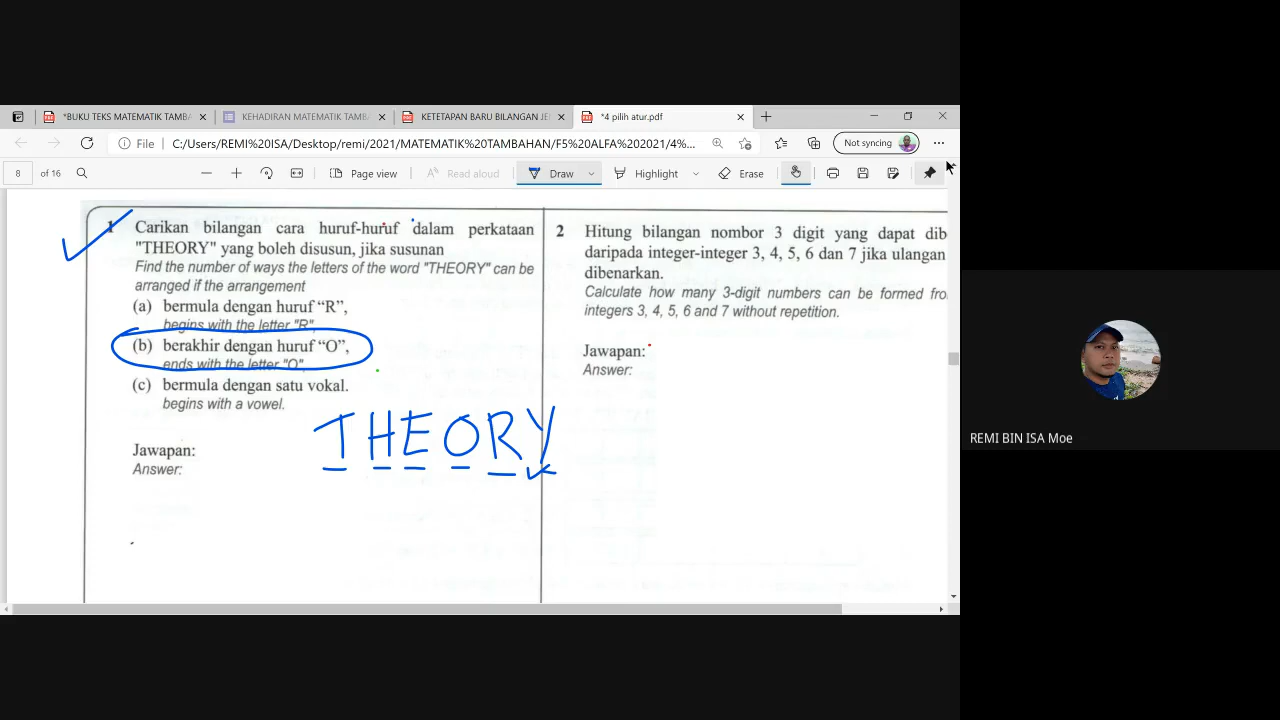 *BUKU TEKS MATEMATIK TAMBA
KEHADIRAN MATEMATIK TAMBA
KETETAPAN BARU BILANGAN JE
*4 pilih atur.pdf
File
C:/Users/REMI%20ISA/Desktop/remi/2021/MATEMATIK%20TAMBAHAN/F5%20ALFA%202021/4%...
Not syncing
8 of 16
Page view
Read aloud
Draw
Highlight
Erase
1 Carikan bilangan cara huruf-huruf dalam perkataan
"THEORY" yang boleh disusun, jika susunan
Find the number of ways the letters of the word "THEORY" can be
arranged if the arrangement
(a) bermula dengan huruf "R",
begins with the letter "R",
(b) berakhir dengan huruf "O",
ends with the letter "O",
(c) bermula dengan satu vokal.
begins with a vowel.
THEORY
Jawapan:
Answer:
2 Hitung bilangan nombor 3 digit yang dapat dib
daripada integer-integer 3, 4, 5, 6 dan 7 jika ulangan
dibenarkan.
Calculate how many 3-digit numbers can be formed fro
integers 3, 4, 5, 6 and 7 without repetition.
Jawapan:
Answer:
REMI BIN ISA Moe